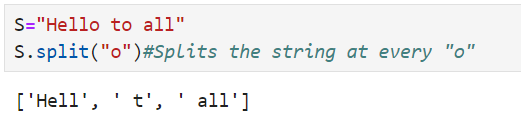 S="Hello to all"
S.split("o")#Splits the string at every "o"
['Hell', ' t', ' all']